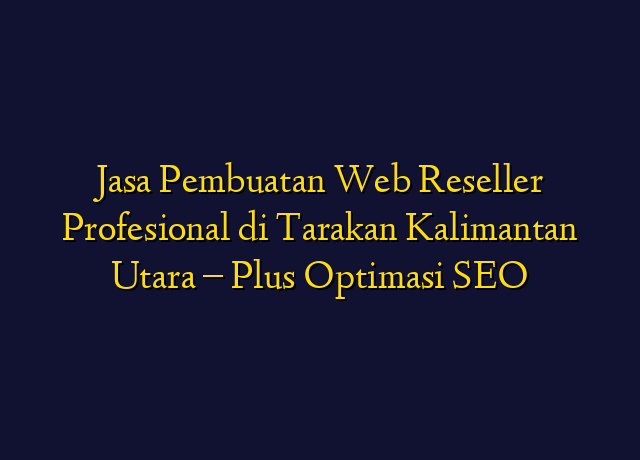 Jasa Pembuatan Web Reseller
Profesional di Tarakan Kalimantan
Utara – Plus Optimasi SEO